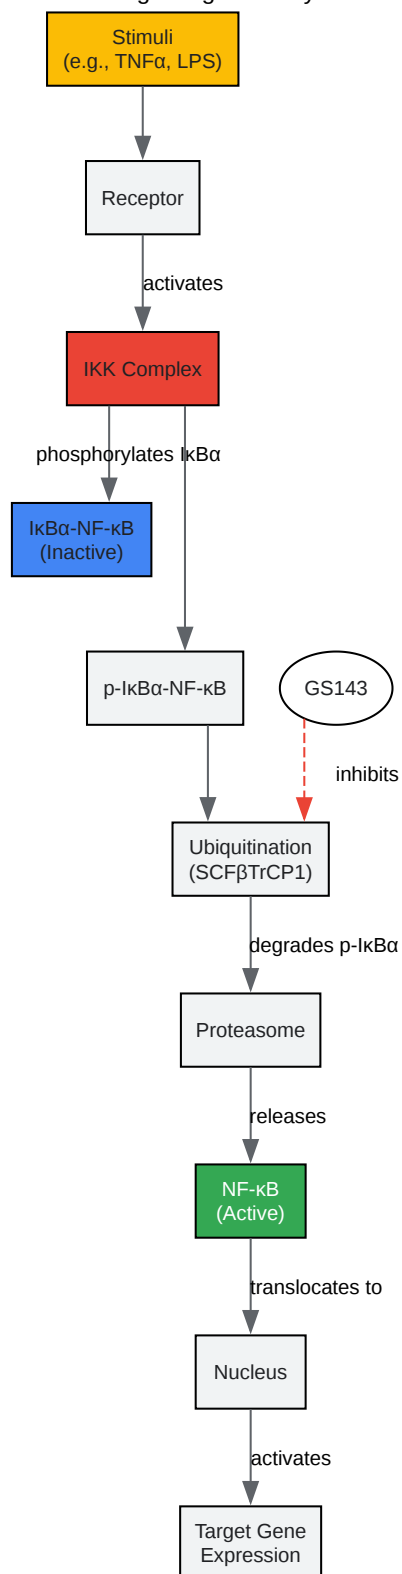 Stimuli
(e.g., TNFα, LPS)
Receptor
activates
IKK Complex
phosphorylates IκBα
IκBα-NF-κB
(Inactive)
p-IκBα-NF-κB
GS143
inhibits
Ubiquitination
(SCFβTrCP1)
degrades p-IκBα
Proteasome
releases
NF-κB
(Active)
translocates to
Nucleus
activates
Target Gene
Expression